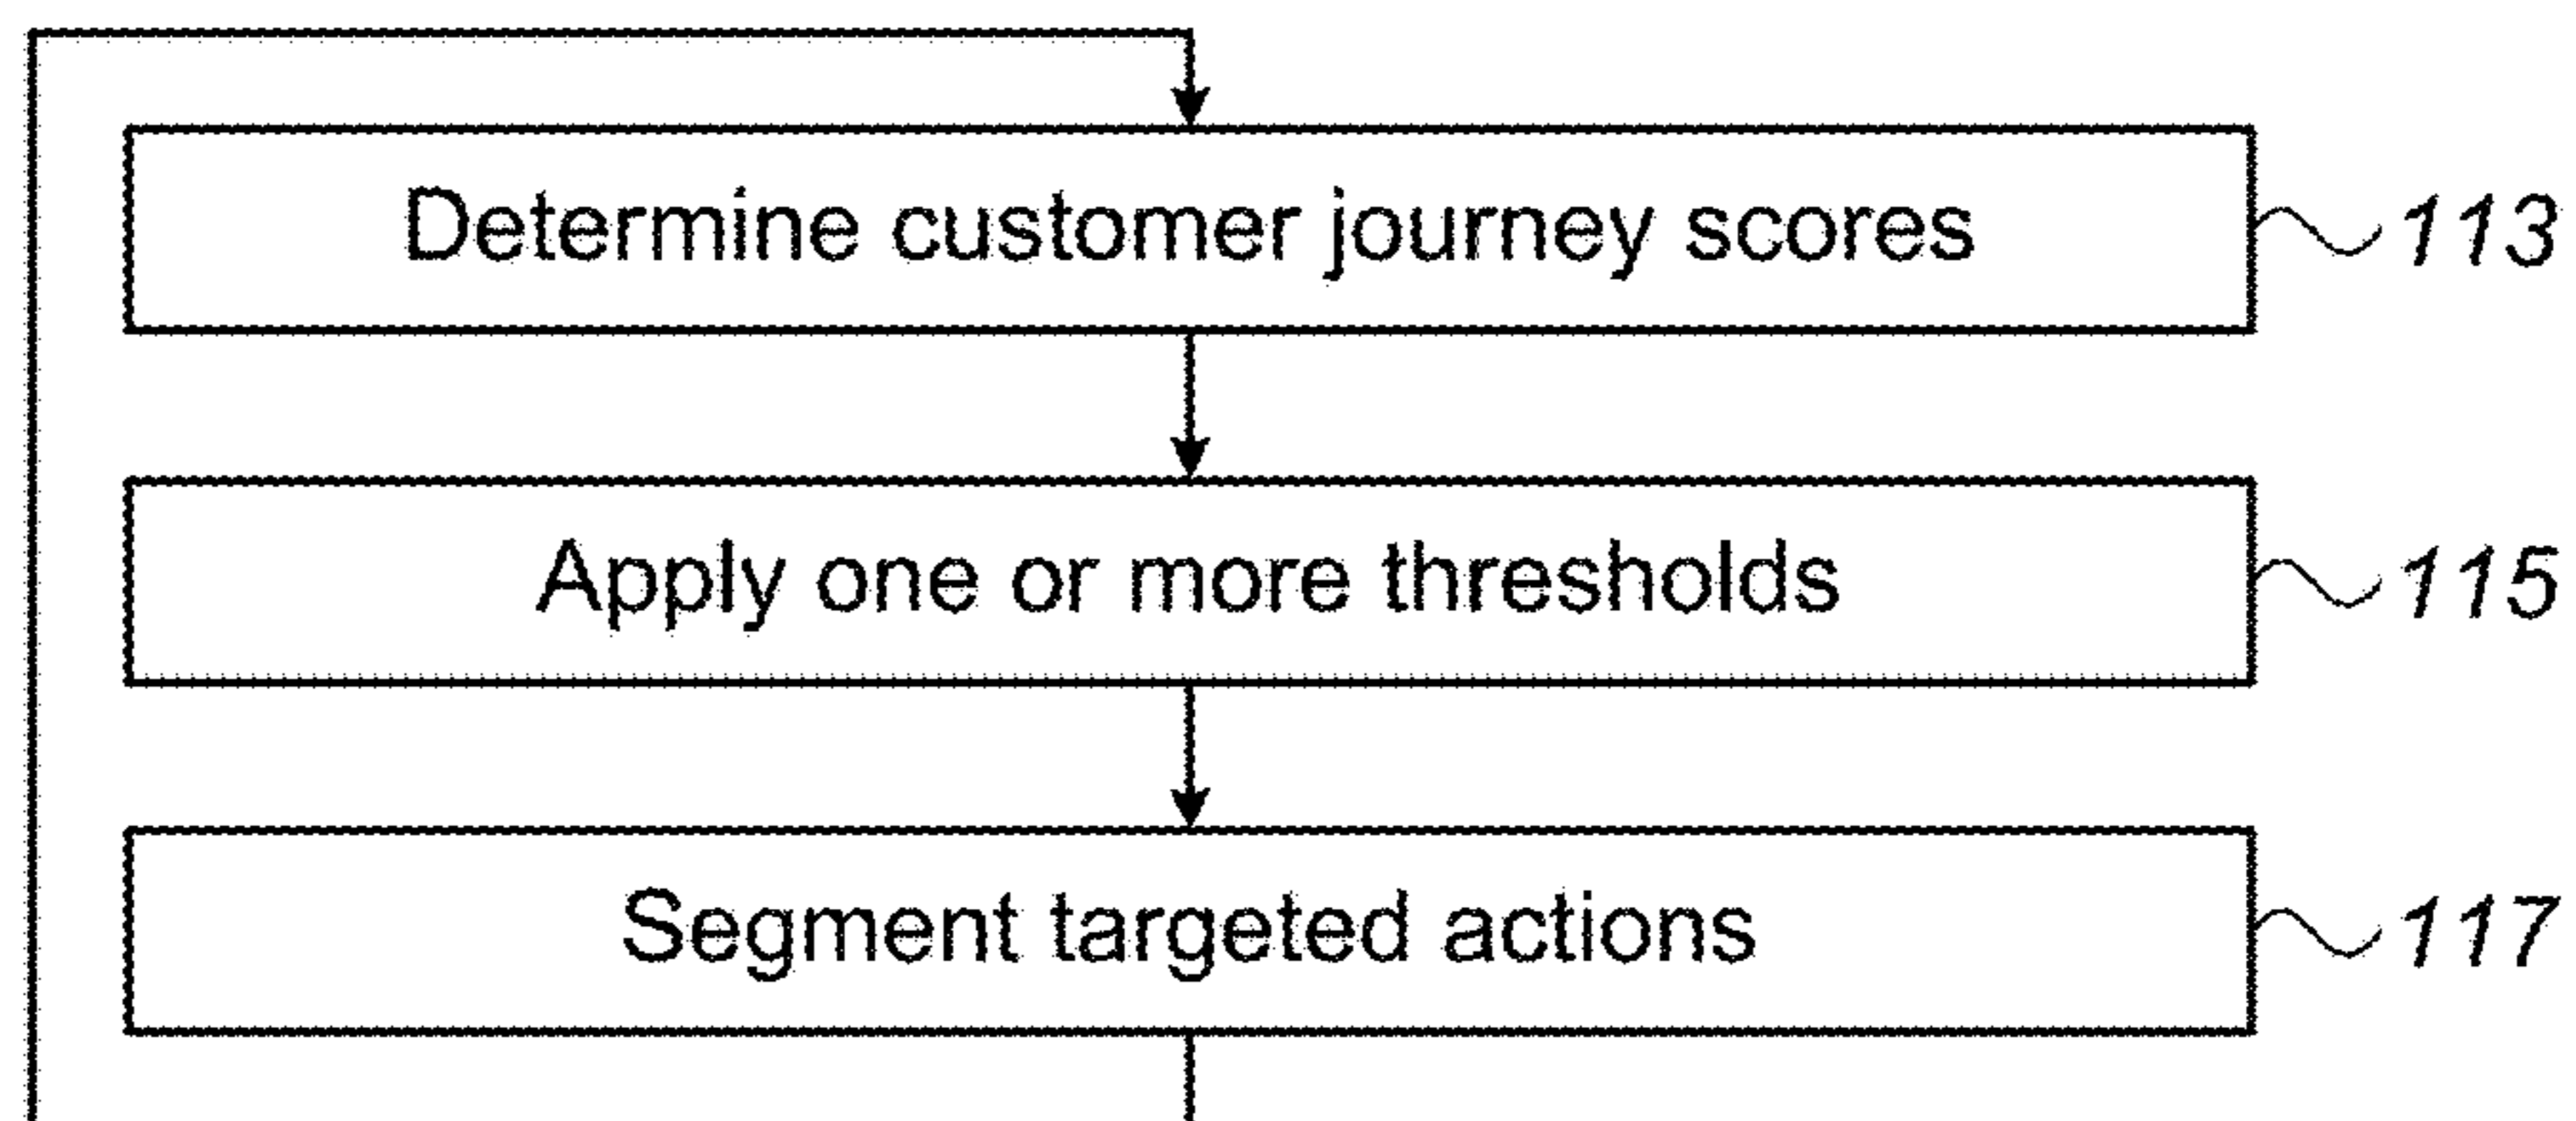 Determine customer journey scores 113
Apply one or more thresholds 115
Segment targeted actions 117